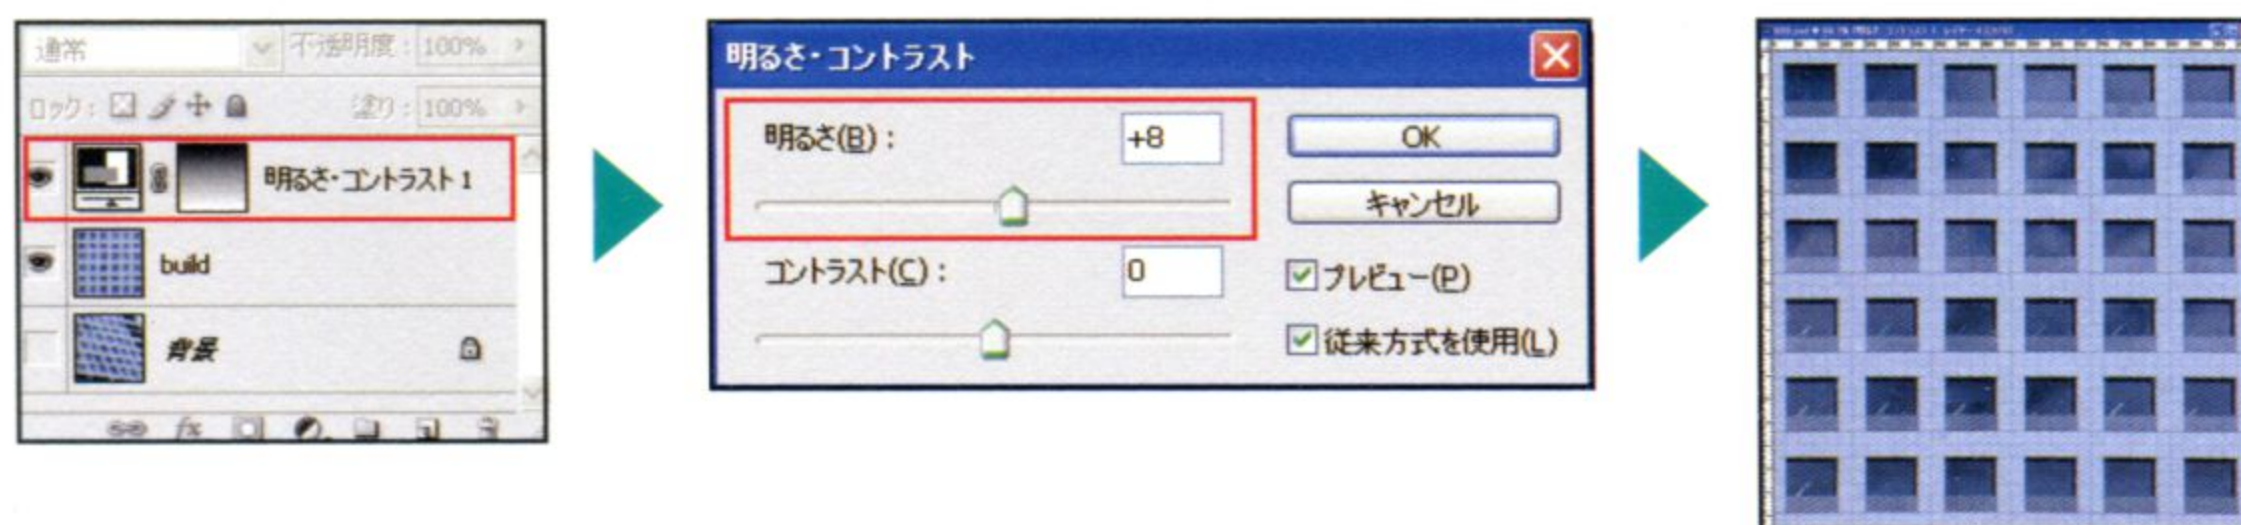 通常
不透明度 : 100%
ロック :
塗り : 100%
明るさ・コントラスト 1
build
背景
fx
明るさ・コントラスト
明るさ(B) :
+8
OK
キャンセル
コントラスト(C) :
0
プレビュー(P)
従来方式を使用(L)